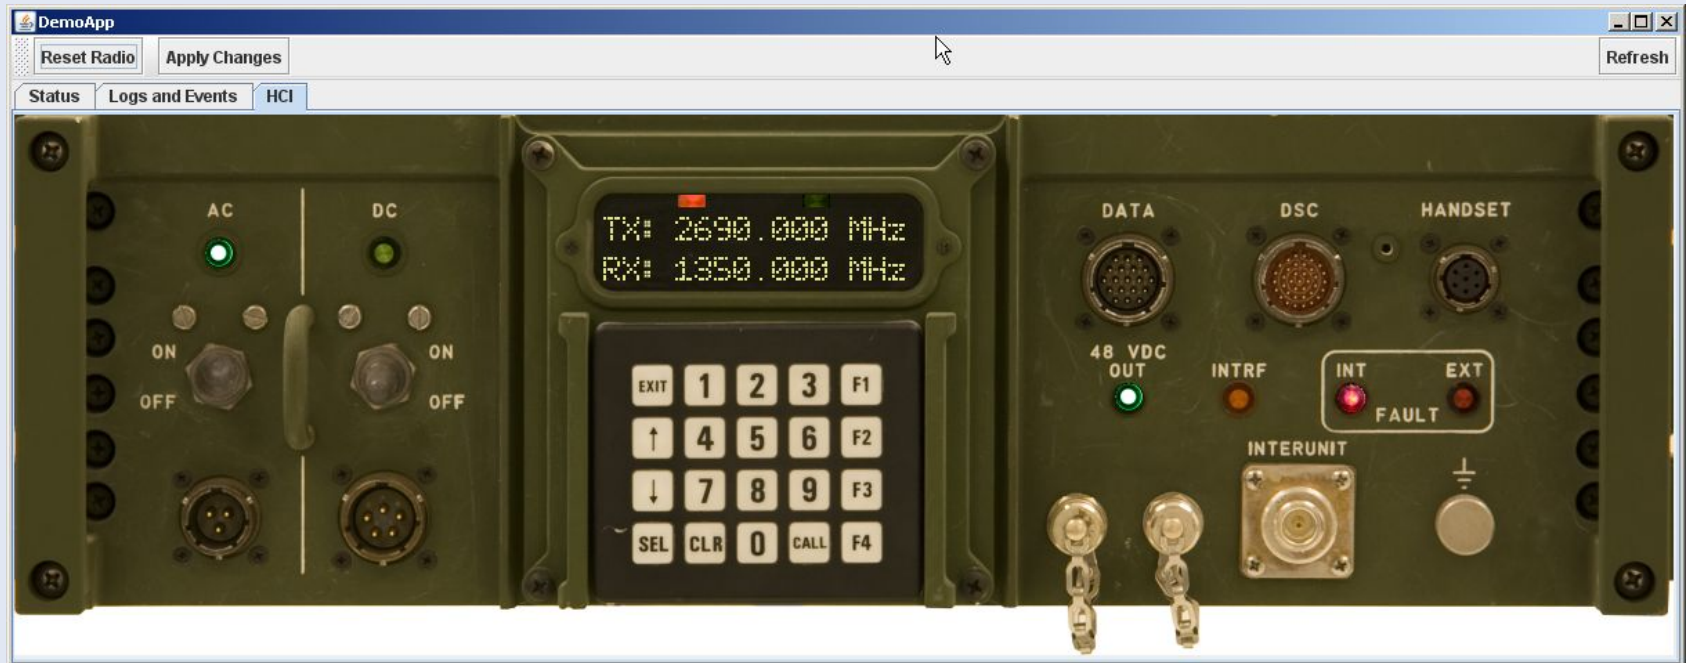 DemoApp
Reset Radio Apply Changes Refresh
Status Logs and Events HCI
AC DC
ON OFF
ON OFF
TX: 2690.000 MHz
RX: 1350.000 MHz
EXIT 1 2 3 F1
↑ 4 5 6 F2
↓ 7 8 9 F3
SEL CLR 0 CALL F4
DATA DSC HANDSET
48 VDC
OUT INTRF INT EXT
FAULT
INTERUNIT